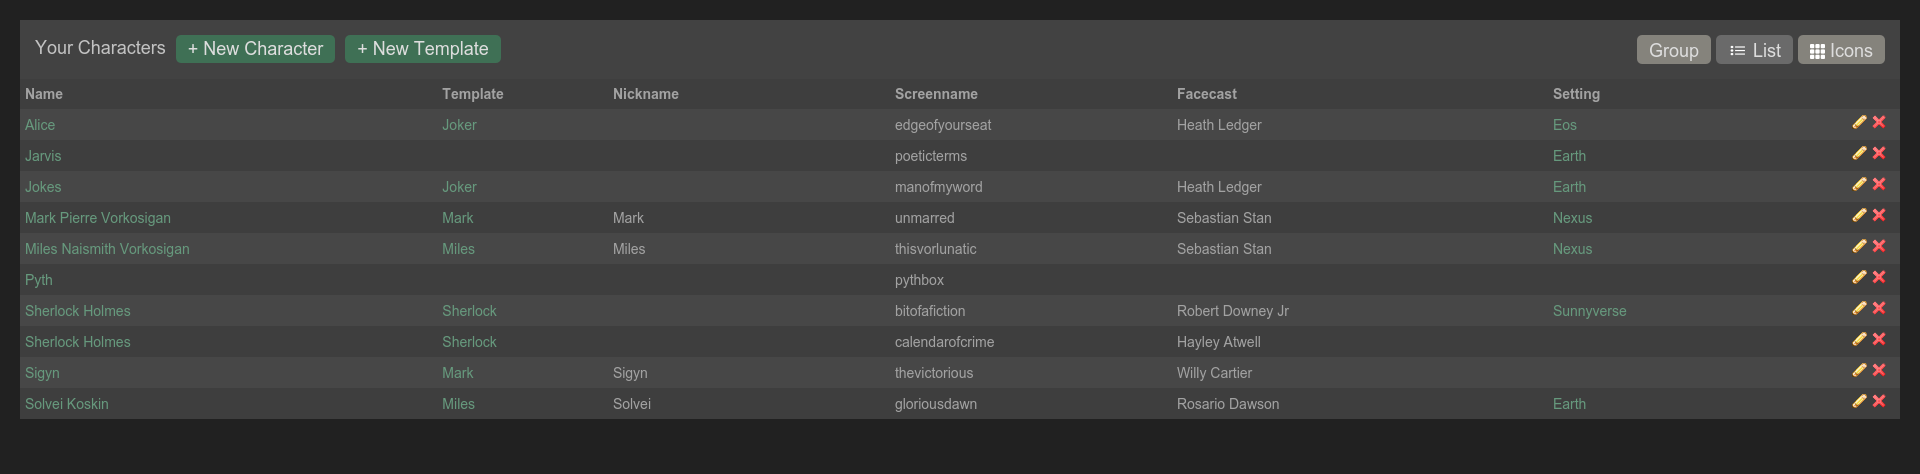 Your Characters + New Character + New Template Group List Icons
Name Template Nickname Screenname Facecast Setting
Alice Joker edgeofyourseat Heath Ledger Eos
Jarvis poeticterms Earth
Jokes Joker manofmyword Heath Ledger Earth
Mark Pierre Vorkosigan Mark Mark unmarred Sebastian Stan Nexus
Miles Naismith Vorkosigan Miles Miles thisvorlunatic Sebastian Stan Nexus
Pyth pythbox
Sherlock Holmes Sherlock bitofafiction Robert Downey Jr Sunnyverse
Sherlock Holmes Sherlock calendarofcrime Hayley Atwell
Sigyn Mark Sigyn thevictorious Willy Cartier
Solvei Koskin Miles Solvei gloriousdawn Rosario Dawson Earth